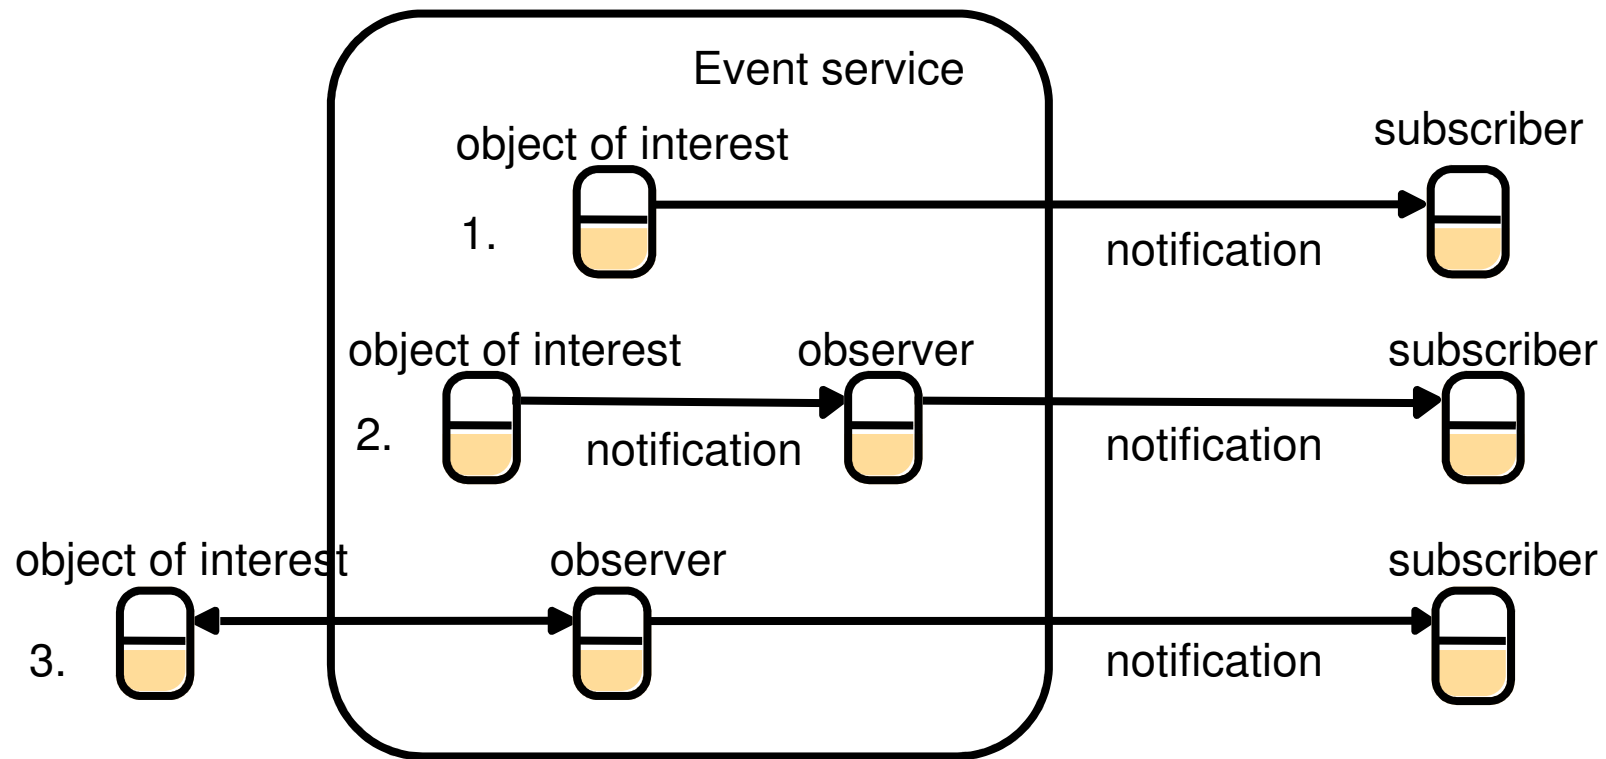 Event service
object of interest
subscriber
1.
notification
object of interest
observer
subscriber
2.
notification
notification
object of interest
observer
subscriber
3.
notification